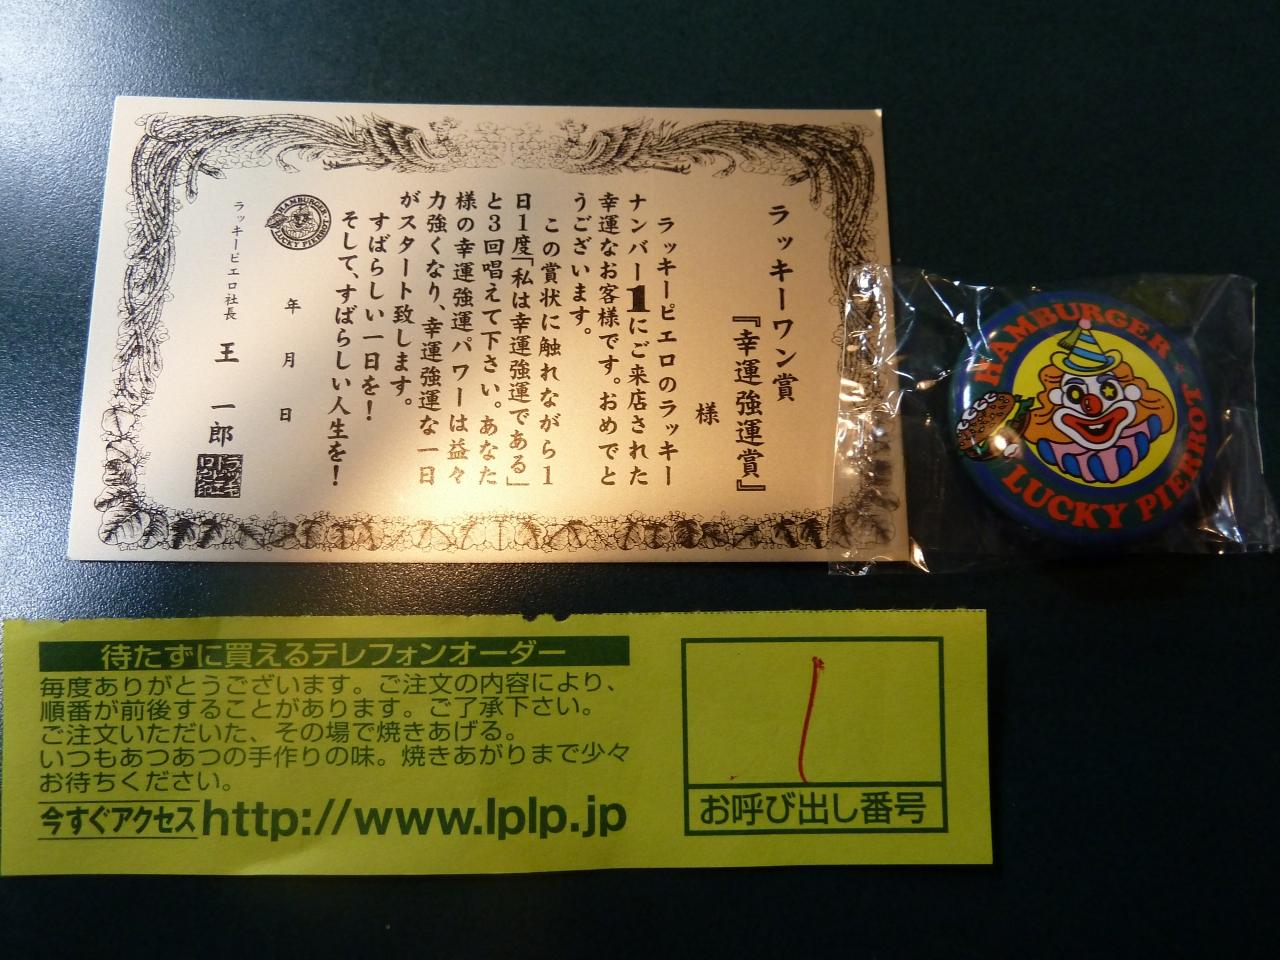 ラッキーワン賞
『幸運強運賞』
様
ラッキーピエロのラッキー
ナンバー1にご来店された
幸運なお客様です。おめでと
うございます。
この賞状に触れながら1
日1度「私は幸運強運である」
と3回唱えて下さい。あなた
様の幸運強運パワーは益々
力強くなり、幸運強運な一日
がスタート致します。
すばらしい一日を!
そして、すばらしい人生を!
年 月 日
HAMBURGER
LUCKY PIERROT
ラッキーピエロ社長 王 一郎
HAMBURGER
LUCKY PIERROT
待たずに買えるテレフォンオーダー
毎度ありがとうございます。ご注文の内容により、
順番が前後することがあります。ご了承下さい。
ご注文いただいた、その場で焼きあげる。
いつもあつあつの手作りの味。焼きあがりまで少々
お待ちください。
今すぐアクセスhttp://www.lplp.jp
1
お呼び出し番号